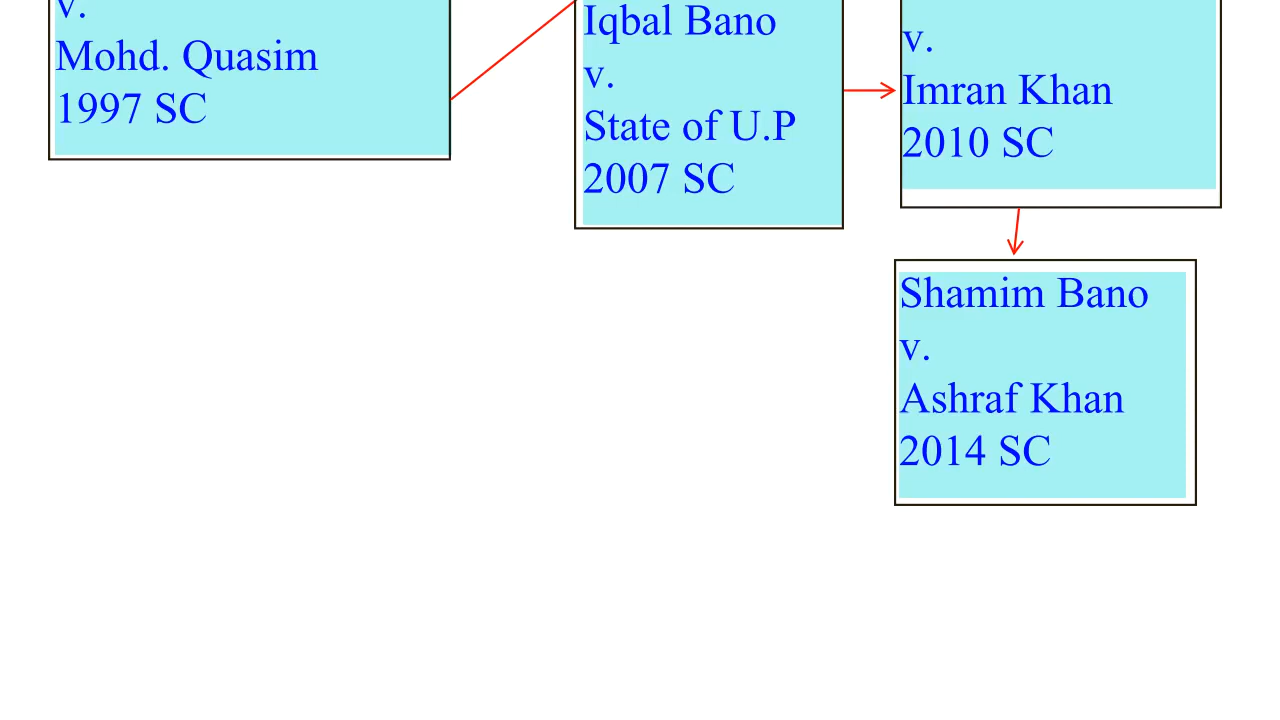 v.
Mohd. Quasim
1997 SC
Iqbal Bano
v.
State of U.P
2007 SC
v.
Imran Khan
2010 SC
Shamim Bano
v.
Ashraf Khan
2014 SC